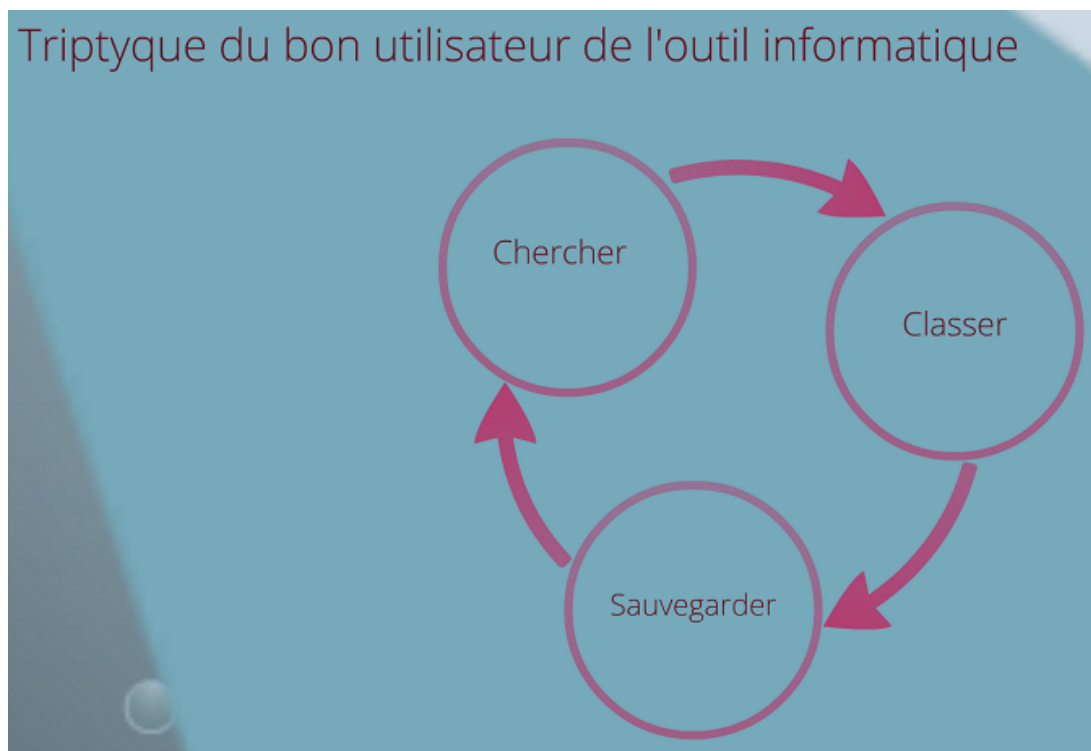 Triptyque du bon utilisateur de l'outil informatique
Chercher
Classer
Sauvegarder